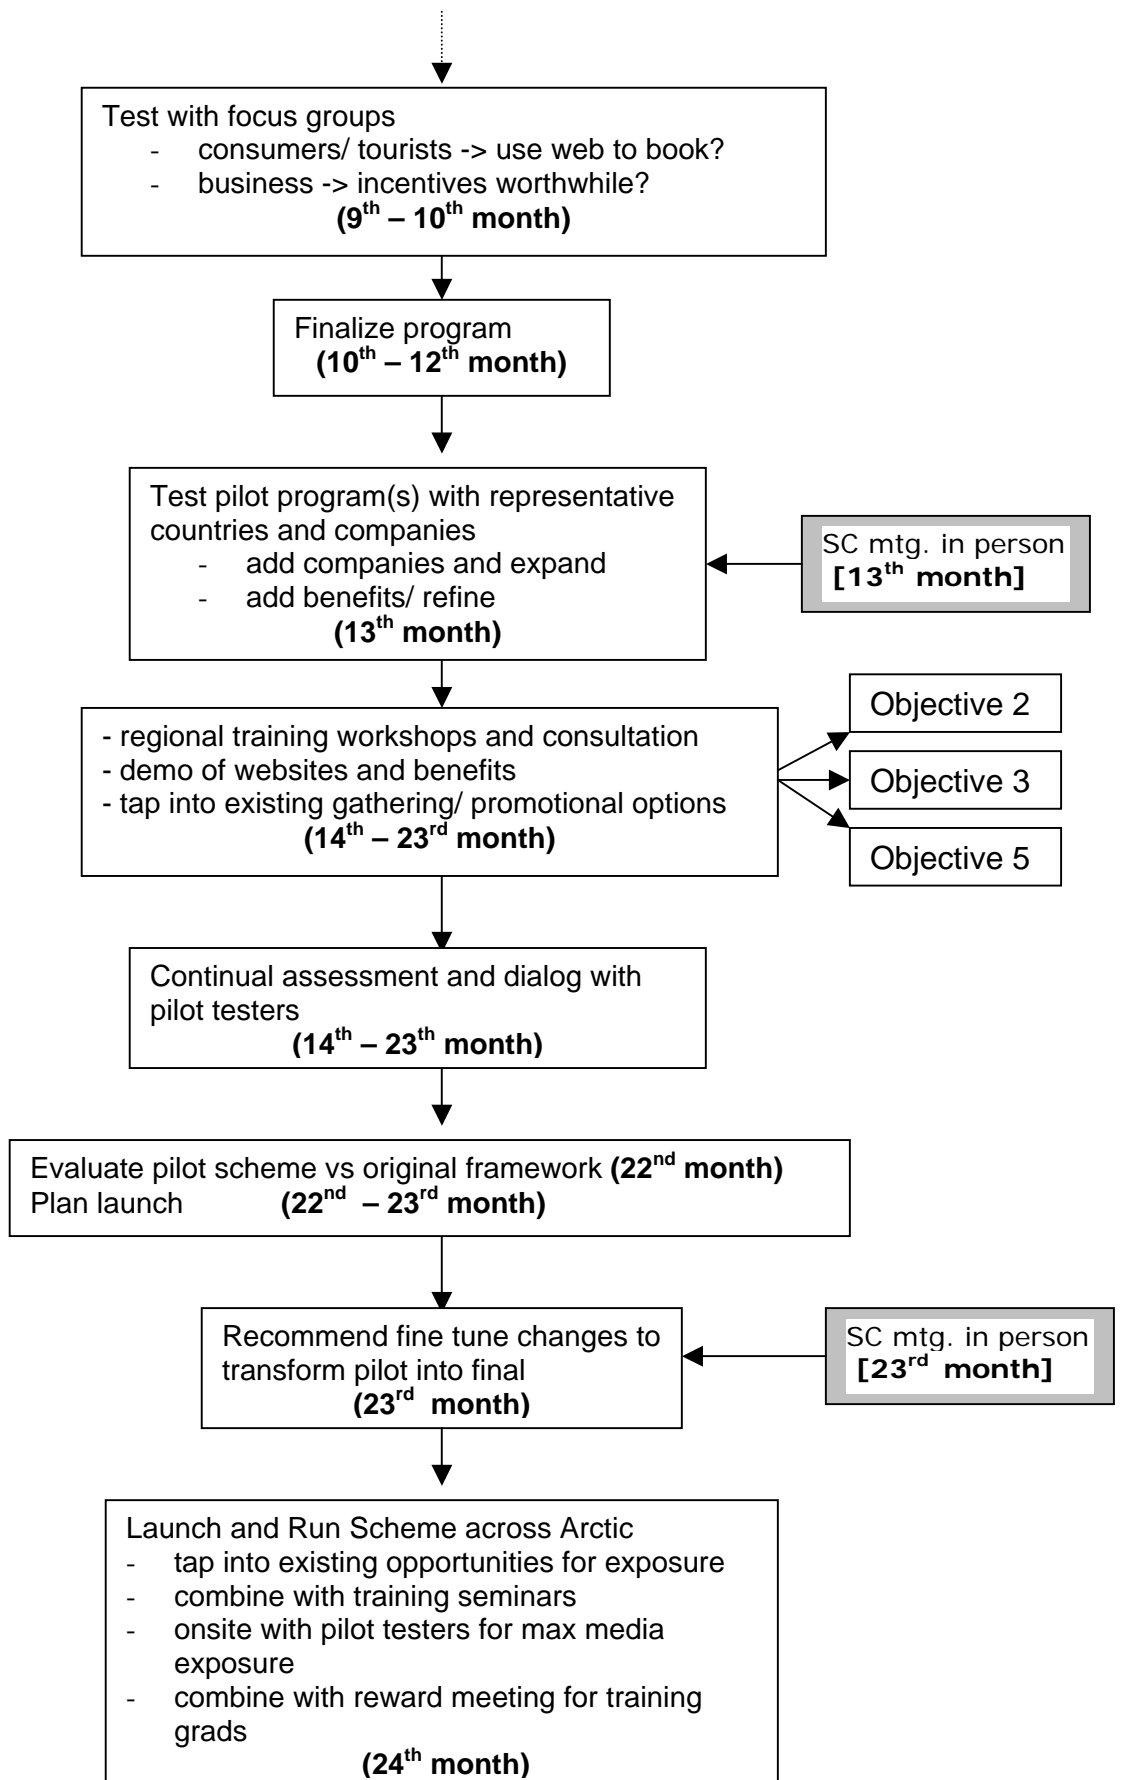 Test with focus groups
- consumers/ tourists -> use web to book?
- business -> incentives worthwhile?
(9th – 10th month)
Finalize program
(10th – 12th month)
Test pilot program(s) with representative
countries and companies
- add companies and expand
- add benefits/ refine
(13th month)
SC mtg. in person
[13th month]
- regional training workshops and consultation
- demo of websites and benefits
- tap into existing gathering/ promotional options
(14th – 23rd month)
Objective 2
Objective 3
Objective 5
Continual assessment and dialog with
pilot testers
(14th – 23th month)
Evaluate pilot scheme vs original framework (22nd month)
Plan launch (22nd – 23rd month)
Recommend fine tune changes to
transform pilot into final
(23rd month)
SC mtg. in person
[23rd month]
Launch and Run Scheme across Arctic
- tap into existing opportunities for exposure
- combine with training seminars
- onsite with pilot testers for max media
exposure
- combine with reward meeting for training
grads
(24th month)